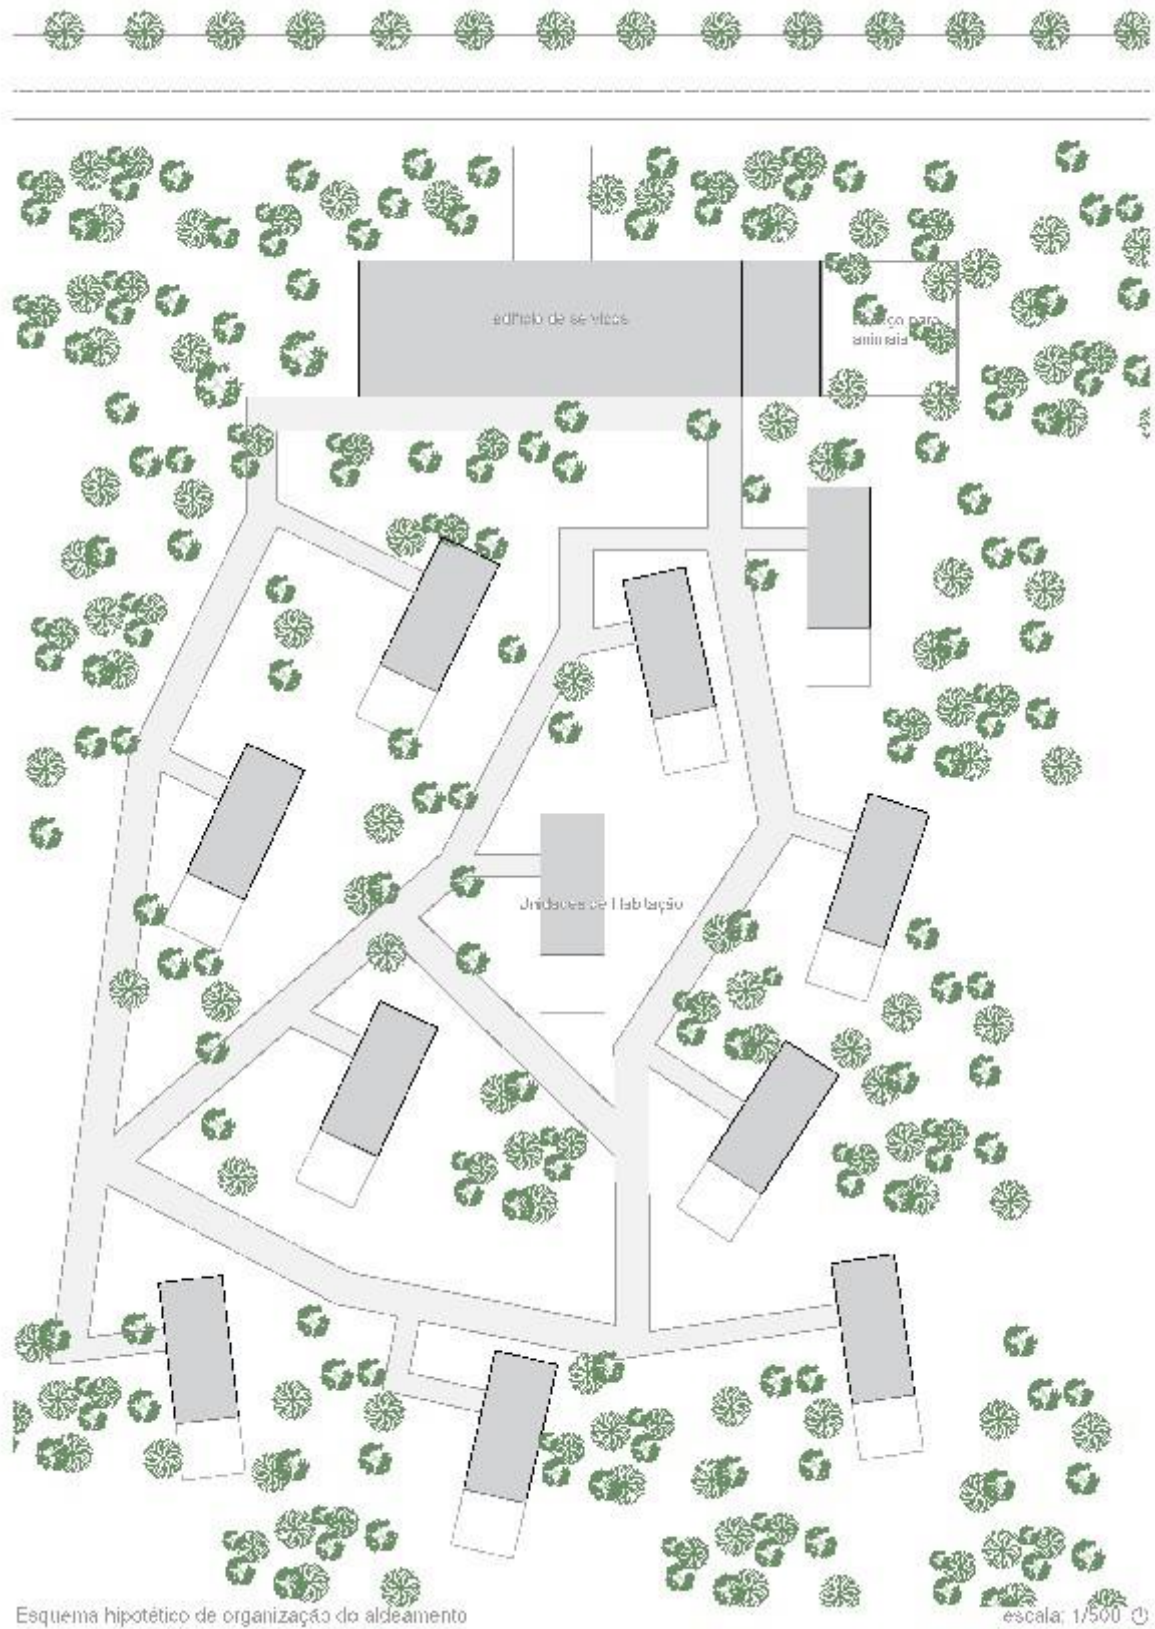 edifício de serviços
espaço para
animais
Unidades de Habitação
Esquema hipotético de organização do aldeamento
escala: 1/500